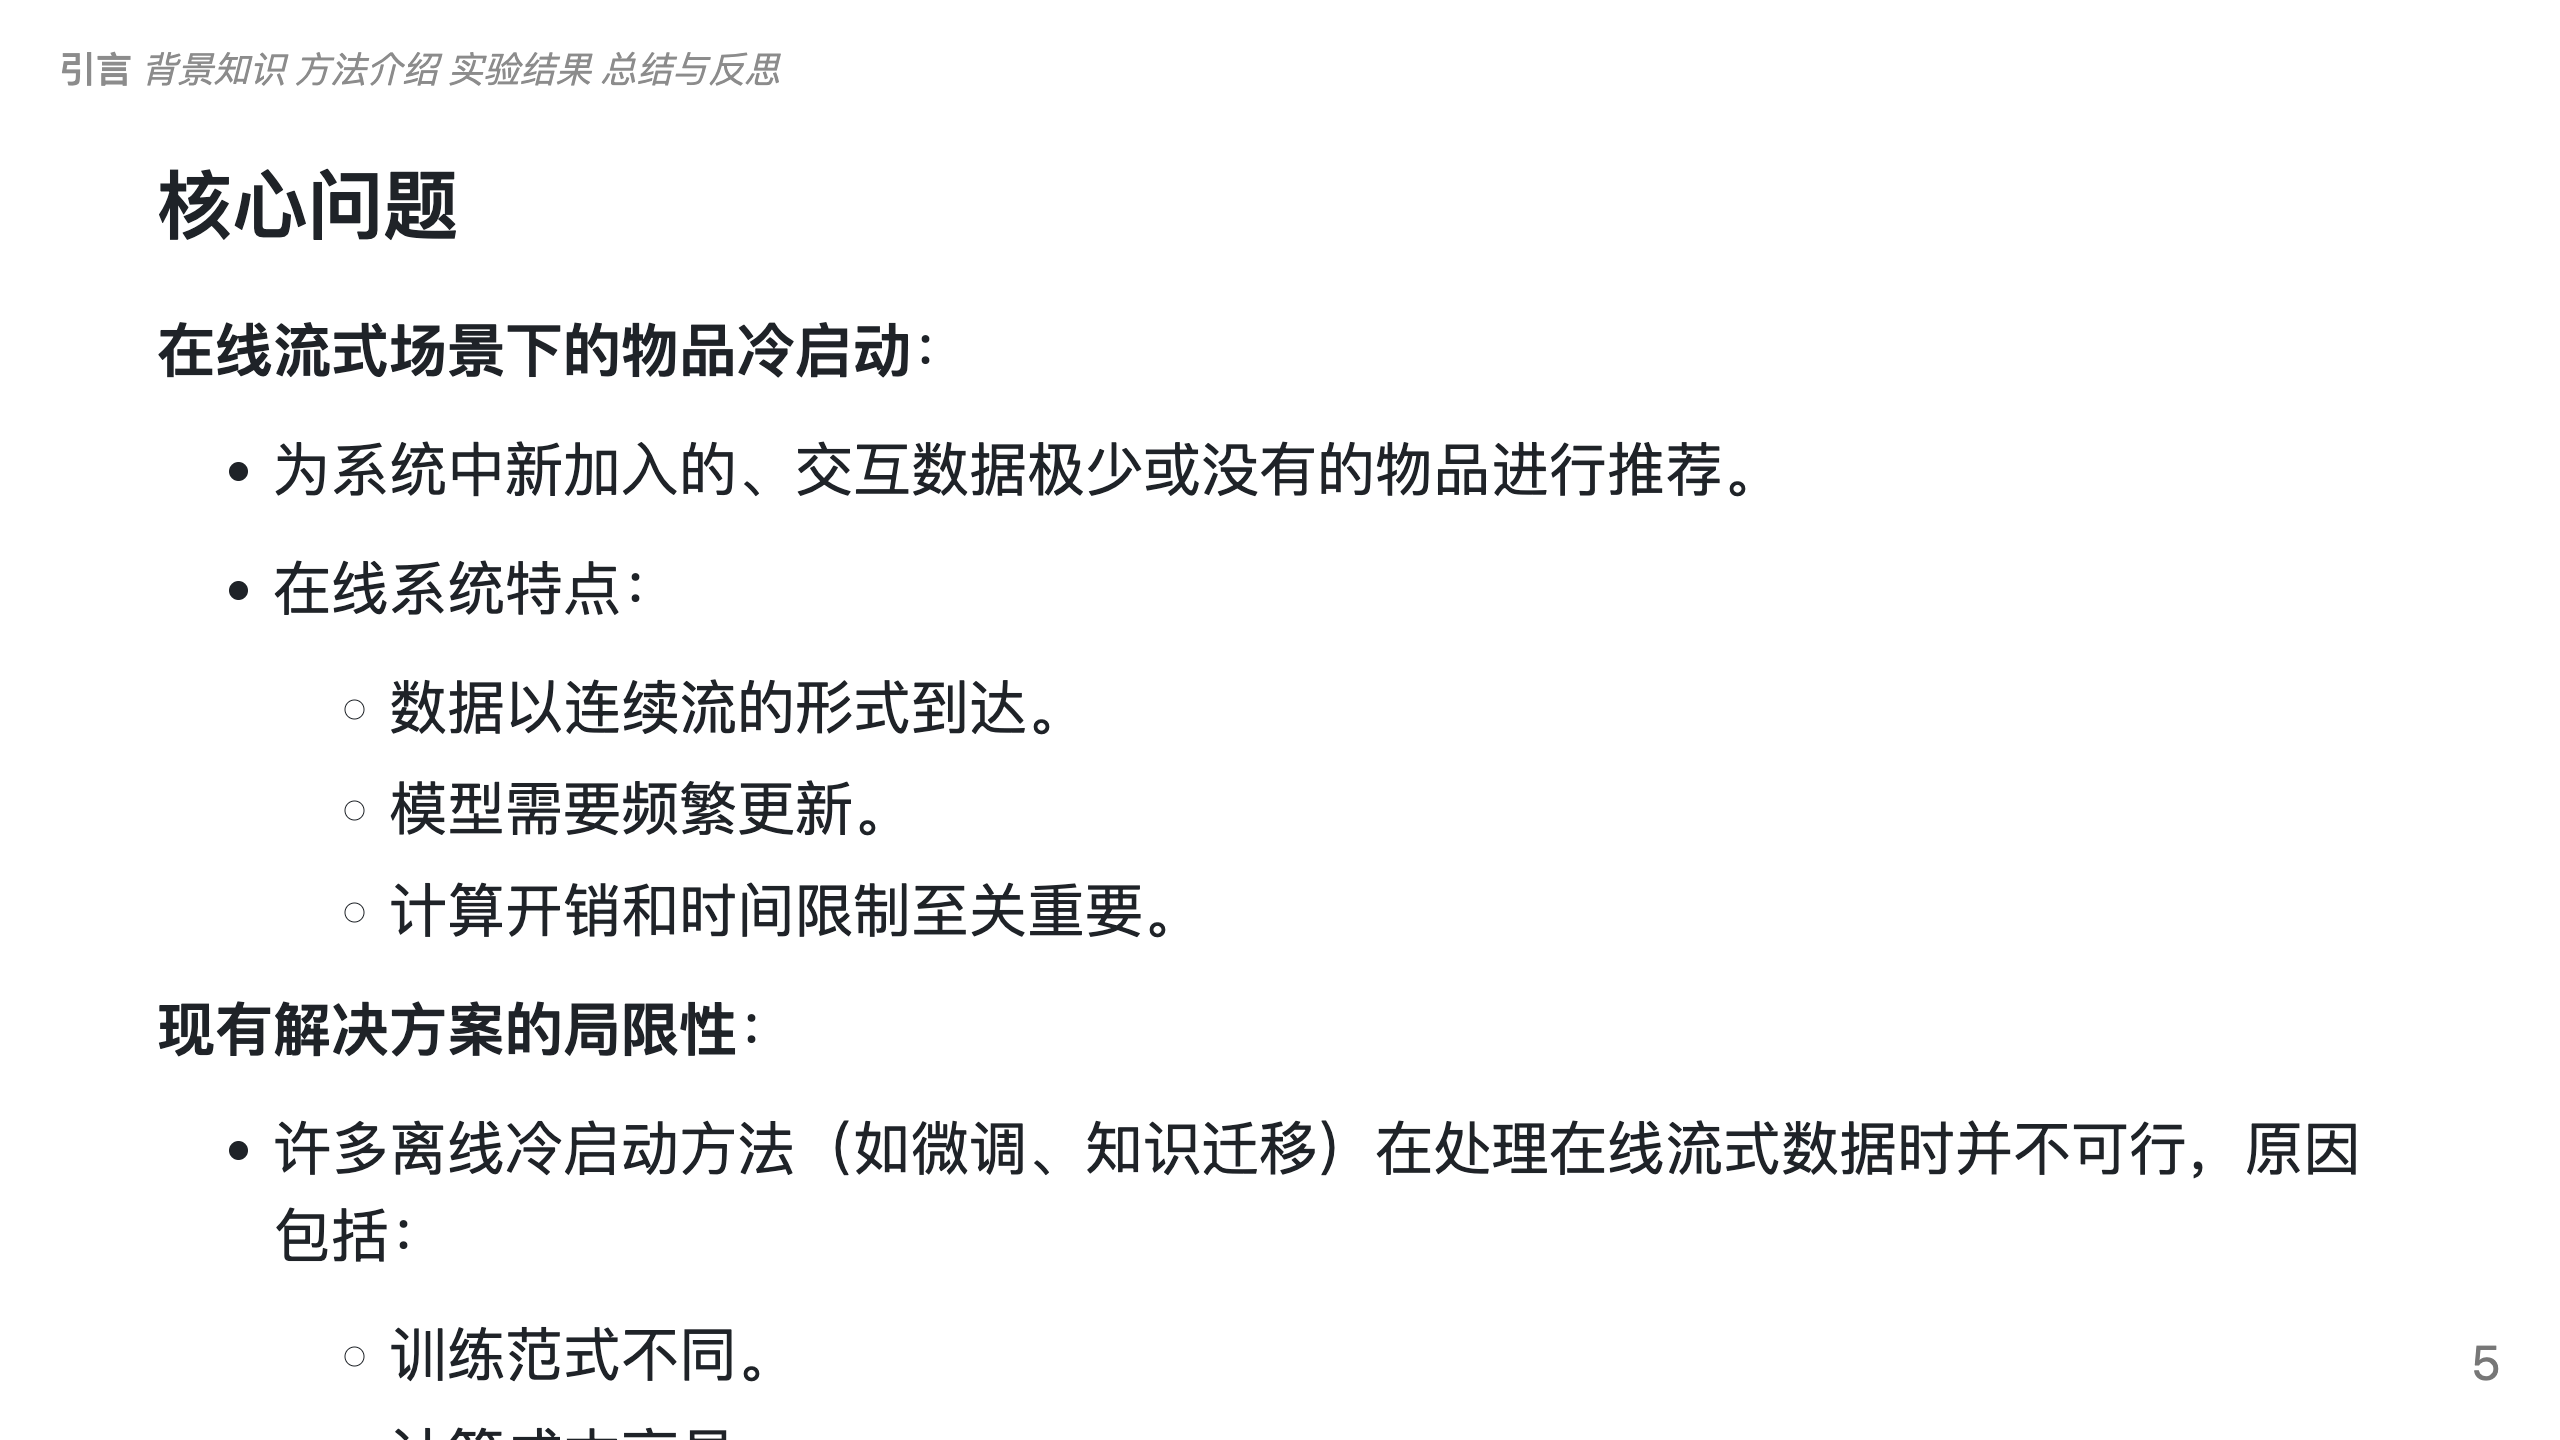 引言 背景知识 方法介绍 实验结果 总结与反思
核心问题
在线流式场景下的物品冷启动：
为系统中新加入的、交互数据极少或没有的物品进行推荐。
在线系统特点：
数据以连续流的形式到达。
模型需要频繁更新。
计算开销和时间限制至关重要。
现有解决方案的局限性：
许多离线冷启动方法（如微调、知识迁移）在处理在线流式数据时并不可行，原因
包括：
训练范式不同。
5